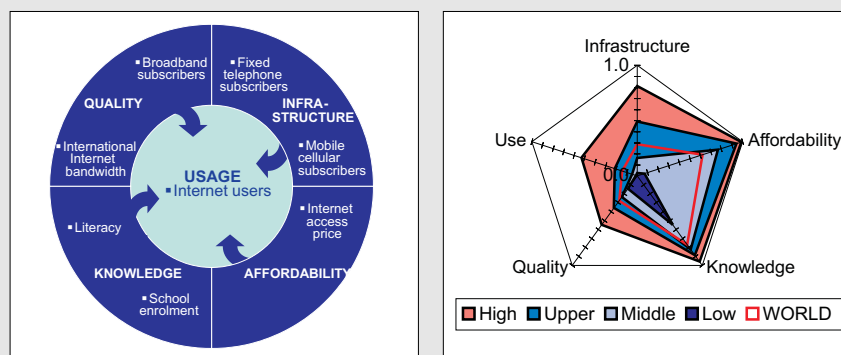 ▪ Broadband
subscribers
▪ Fixed
telephone
subscribers
QUALITY
INFRA-
STRUCTURE
▪ International
Internet
bandwidth
▪ Mobile
cellular
subscribers
USAGE
▪ Internet users
▪ Literacy
▪ Internet
access
price
KNOWLEDGE
AFFORDABILITY
▪ School
enrolment
Infrastructure
1.0
Use
Affordability
0.0
Quality
Knowledge
High Upper Middle Low WORLD